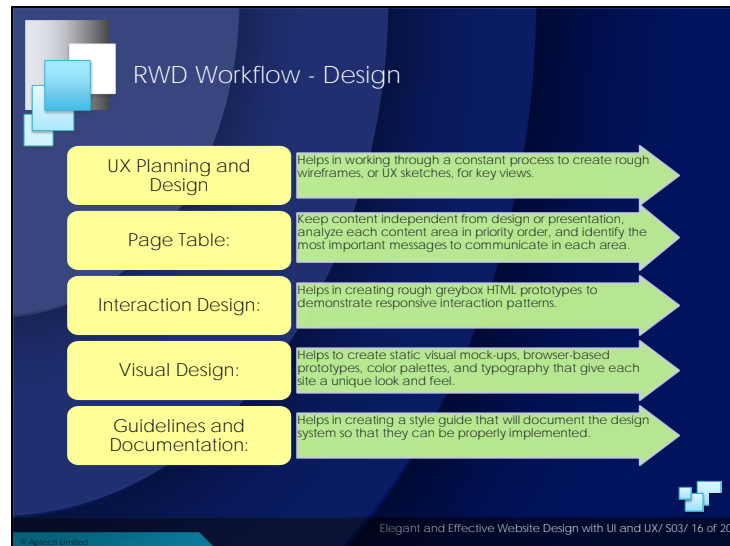 RWD Workflow - Design
UX Planning and
Design
Helps in working through a constant process to create rough
wireframes, or UX sketches, for key views.
Page Table:
Keep content independent from design or presentation,
analyze each content area in priority order, and identify the
most important messages to communicate in each area.
Interaction Design:
Helps in creating rough greybox HTML prototypes to
demonstrate responsive interaction patterns.
Visual Design:
Helps to create static visual mock-ups, browser-based
prototypes, color palettes, and typography that give each
site a unique look and feel.
Guidelines and
Documentation:
Helps in creating a style guide that will document the design
system so that they can be properly implemented.
Elegant and Effective Website Design with UI and UX/ S03/ 16 of 20
© Aptech Limited